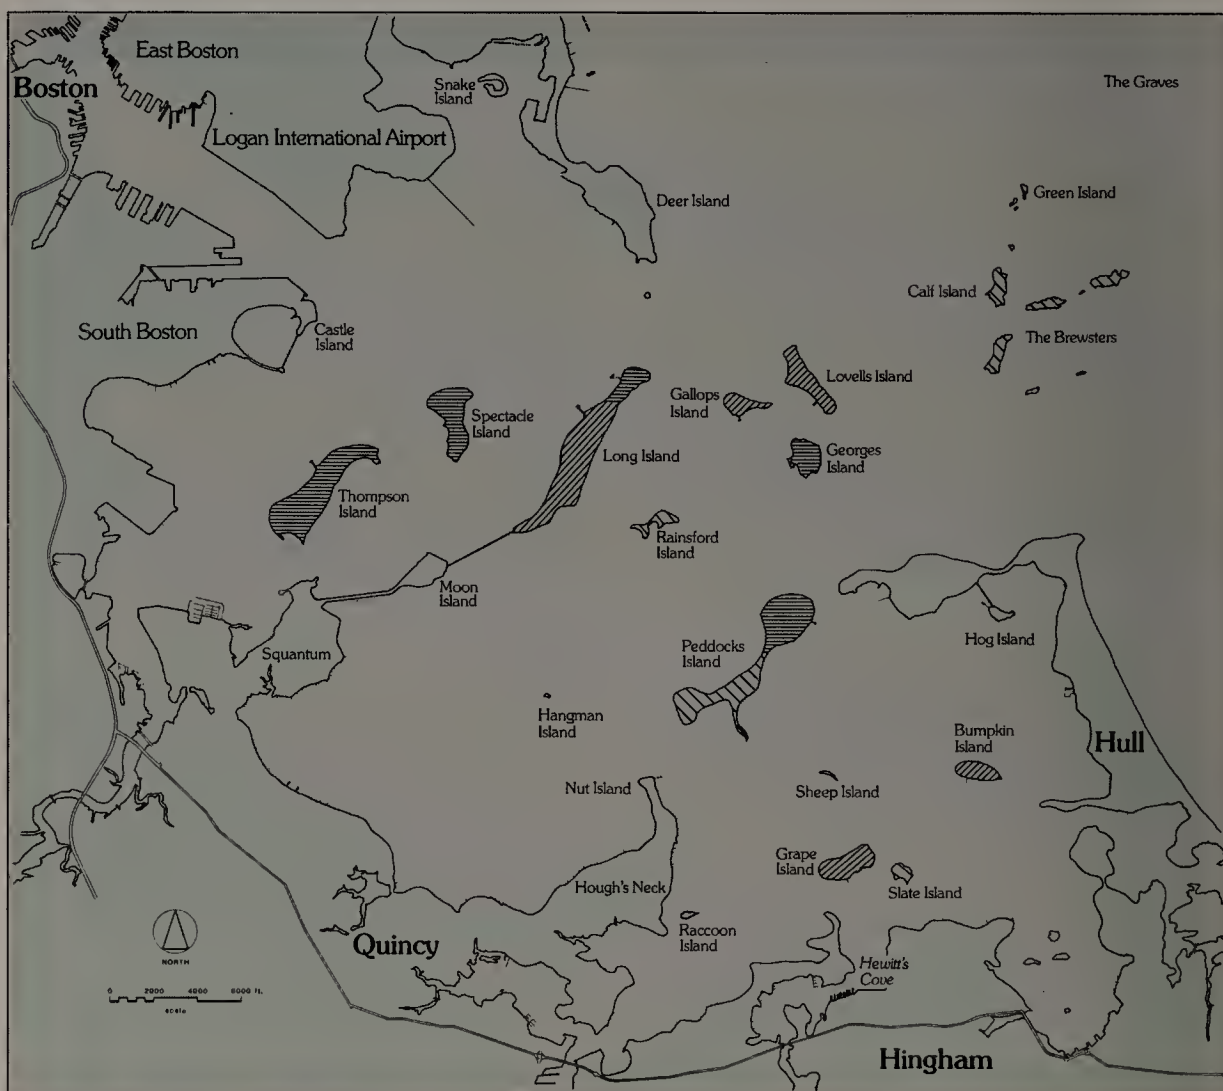 East Boston
The Graves
Boston
Snake
Island
Logan International Airport
Deer Island
Green Island
Calf Island
South Boston
Castle
Island
The Brewsters
Lovells Island
Gallops
Island
Spectacle
Island
Long Island
Georges
Island
Thompson
Island
Rainsford
Island
Moon
Island
Hog Island
Peddocks
Island
Squantum
Hangman
Island
Bumpkin
Island
Hull
Nut Island
Sheep Island
Grape
Island
Hough's Neck
Slate Island
Raccoon
Island
Quincy
NORTH
Hewitt's
Cove
0 2000 4000 6000 ft.
scale
Hingham